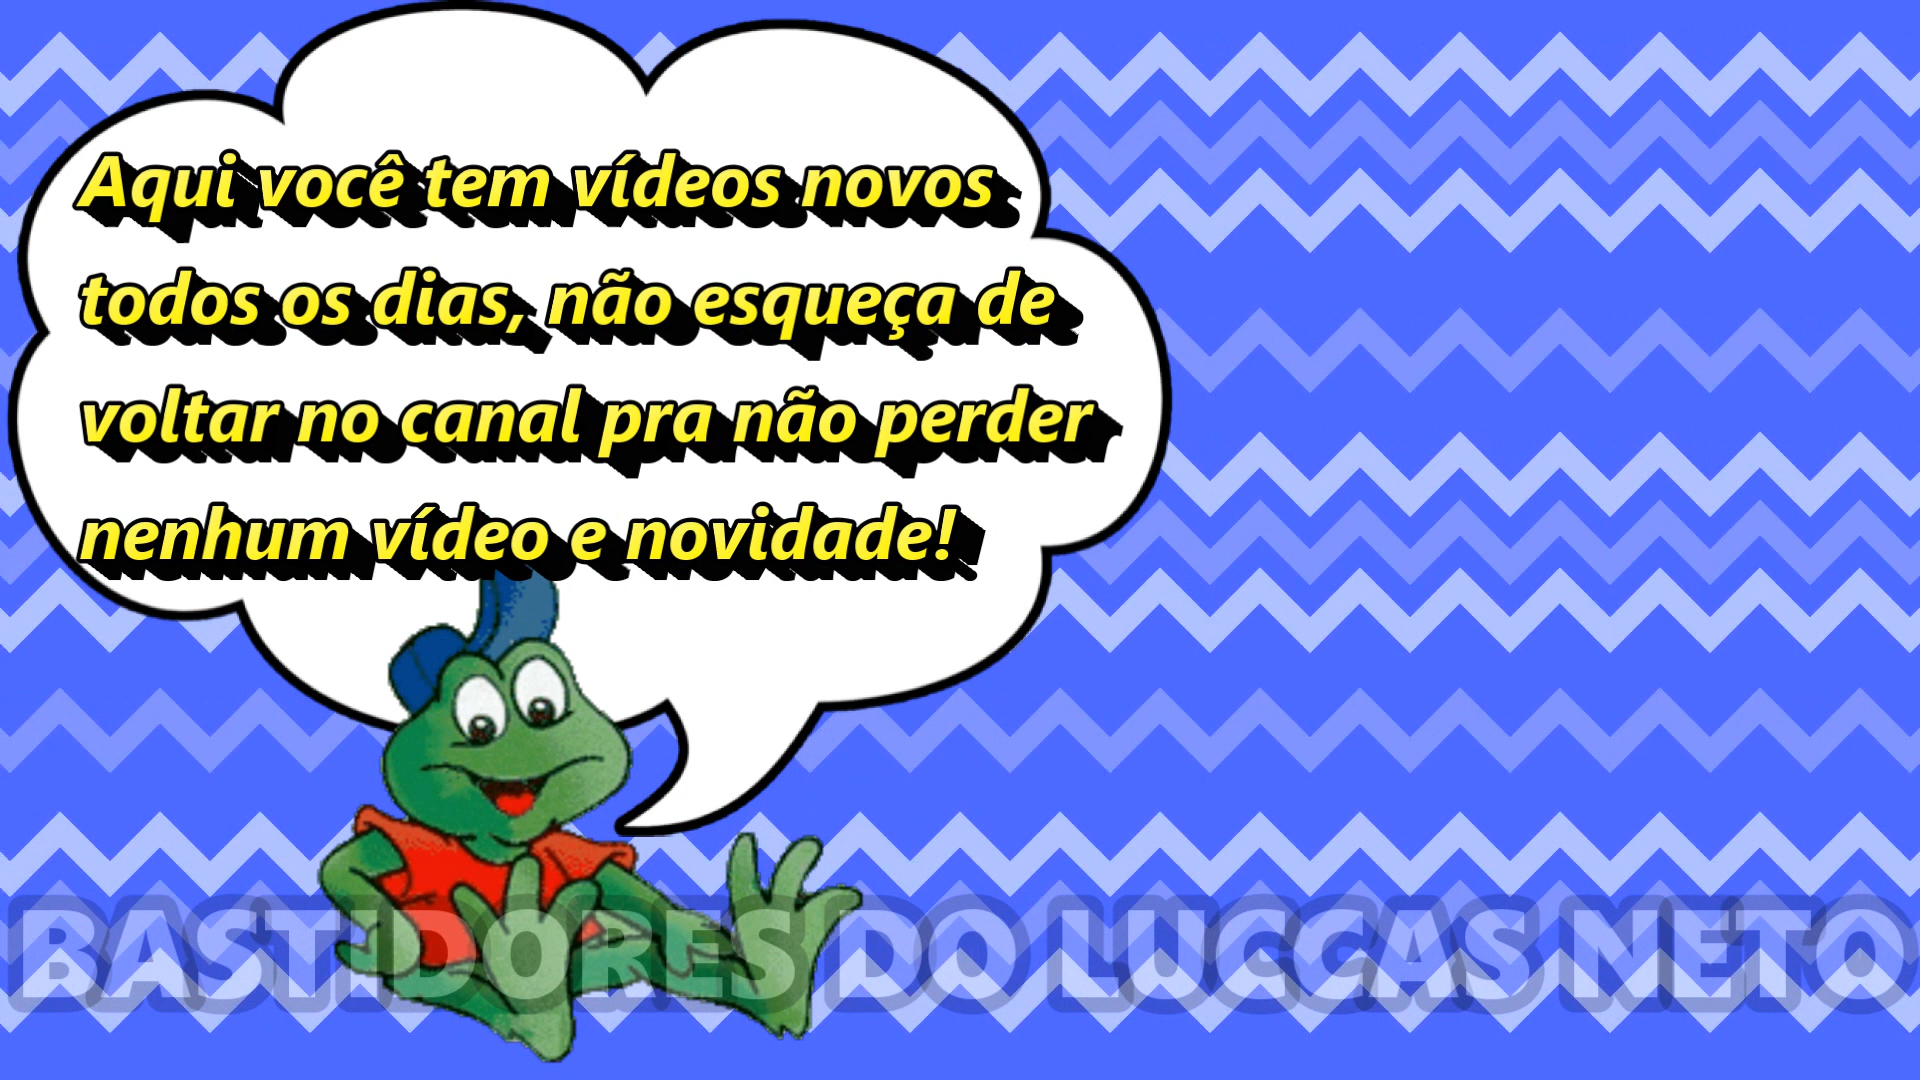 Aqui você tem vídeos novos
todos os dias, não esqueça de
voltar no canal pra não perder
nenhum vídeo e novidade!
BASTIDORES DO LUCCAS NETO